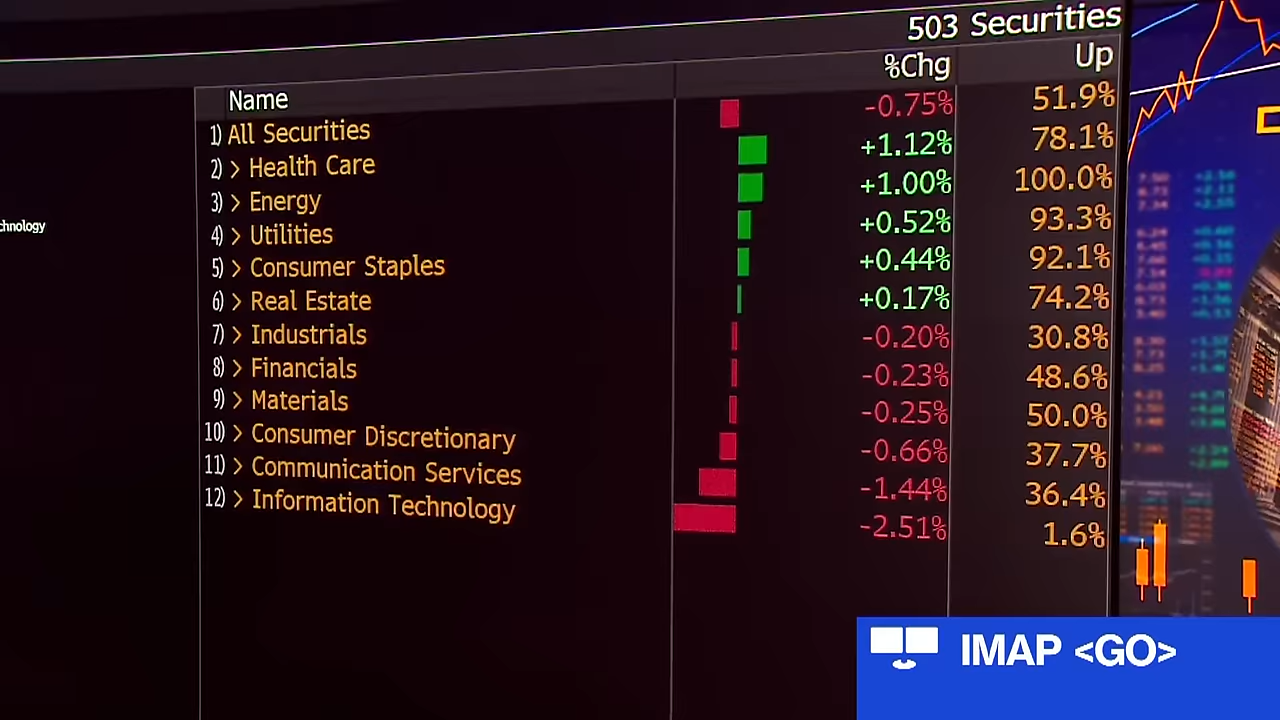 503 Securities
Name %Chg Up
1) All Securities -0.75% 51.9%
2) > Health Care +1.12% 78.1%
3) > Energy +1.00% 100.0%
4) > Utilities +0.52% 93.3%
5) > Consumer Staples +0.44% 92.1%
6) > Real Estate +0.17% 74.2%
7) > Industrials -0.20% 30.8%
8) > Financials -0.23% 48.6%
9) > Materials -0.25% 50.0%
10) > Consumer Discretionary -0.66% 37.7%
11) > Communication Services -1.44% 36.4%
12) > Information Technology -2.51% 1.6%
chnology
IMAP <GO>